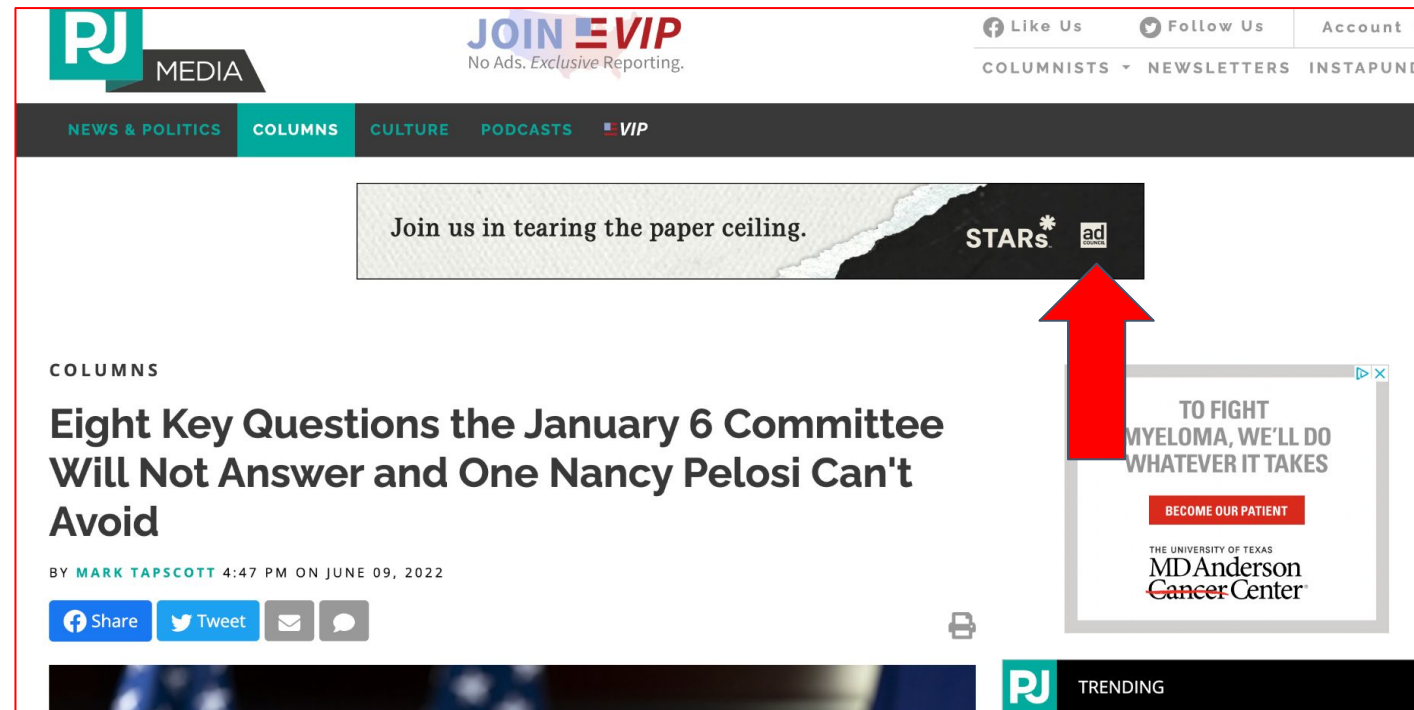 PJ
MEDIA
JOIN VIP
No Ads. Exclusive Reporting.
Like Us Follow Us Account
COLUMNISTS NEWSLETTERS
NEWS & POLITICS COLUMNS CULTURE PODCASTS VIP
Join us in tearing the paper ceiling.
STARs* ad
COUNCIL
COLUMNS
Eight Key Questions the January 6 Committee
Will Not Answer and One Nancy Pelosi Can't
Avoid
BY MARK TAPSCOTT 4:47 PM ON JUNE 09, 2022
Share Tweet
TO FIGHT
MYELOMA, WE'LL DO
WHATEVER IT TAKES
BECOME OUR PATIENT
THE UNIVERSITY OF TEXAS
MD Anderson
Cancer Center
PJ TRENDING